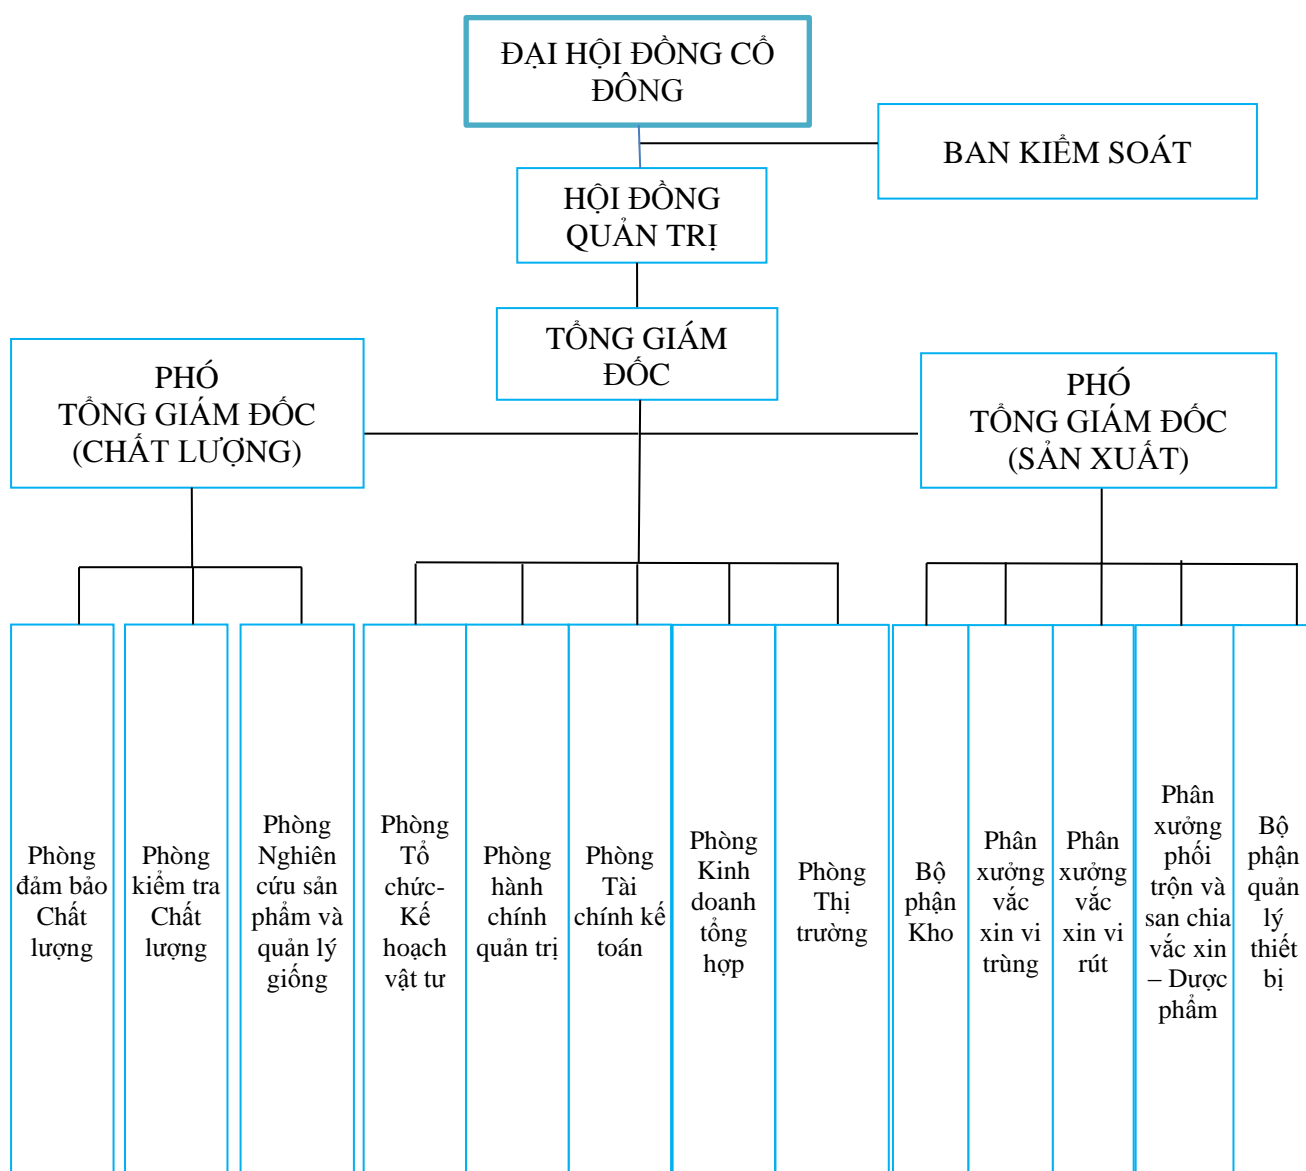 ĐẠI HỘI ĐỒNG CỔ
ĐÔNG
BAN KIỂM SOÁT
HỘI ĐỒNG
QUẢN TRỊ
TỔNG GIÁM
ĐỐC
PHÓ
TỔNG GIÁM ĐỐC
(CHẤT LƯỢNG)
PHÓ
TỔNG GIÁM ĐỐC
(SẢN XUẤT)
Phòng
đảm bảo
Chất
lượng
Phòng
kiểm tra
Chất
lượng
Phòng
Nghiên
cứu sản
phẩm và
quản lý
giống
Phòng
Tổ
chức-
Kế
hoạch
vật tư
Phòng
hành
chính
quản trị
Phòng
Tài
chính kế
toán
Phòng
Kinh
doanh
tổng
hợp
Phòng
Thị
trường
Bộ
phận
Kho
Phân
xưởng
vắc
xin vi
trùng
Phân
xưởng
vắc
xin vi
rút
Phân
xưởng
phối
trộn và
san chia
vắc xin
– Dược
phẩm
Bộ
phận
quản
lý
thiết
bị